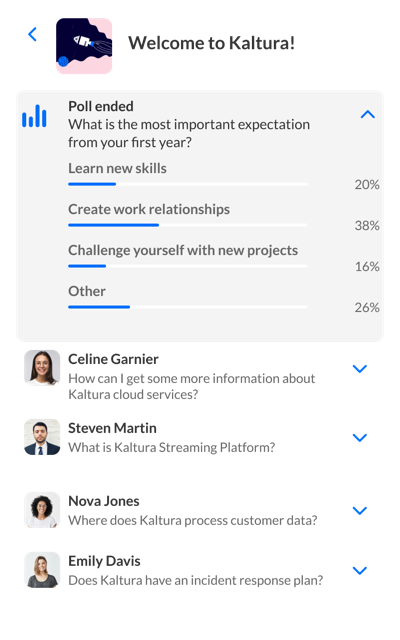 Welcome to Kaltura!
Poll ended
What is the most important expectation
from your first year?
Learn new skills
20%
Create work relationships
38%
Challenge yourself with new projects
16%
Other
26%
Celine Garnier
How can I get some more information about
Kaltura cloud services?
Steven Martin
What is Kaltura Streaming Platform?
Nova Jones
Where does Kaltura process customer data?
Emily Davis
Does Kaltura have an incident response plan?